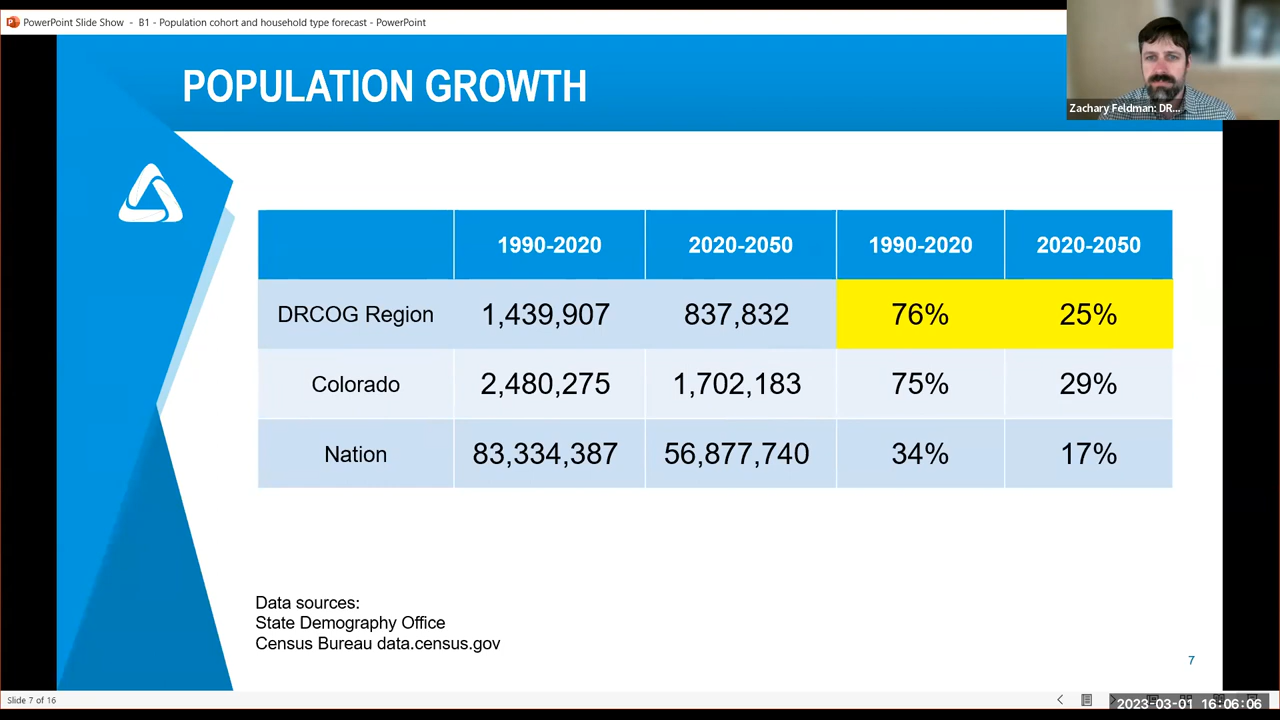 PowerPoint Slide Show - B1 - Population cohort and household type forecast - PowerPoint
POPULATION GROWTH
Zachary Feldman: DR...
1990-2020 2020-2050 1990-2020 2020-2050
DRCOG Region 1,439,907 837,832 76% 25%
Colorado 2,480,275 1,702,183 75% 29%
Nation 83,334,387 56,877,740 34% 17%
Data sources:
State Demography Office
Census Bureau data.census.gov
7
Slide 7 of 16
2023-03-01 16:06:06